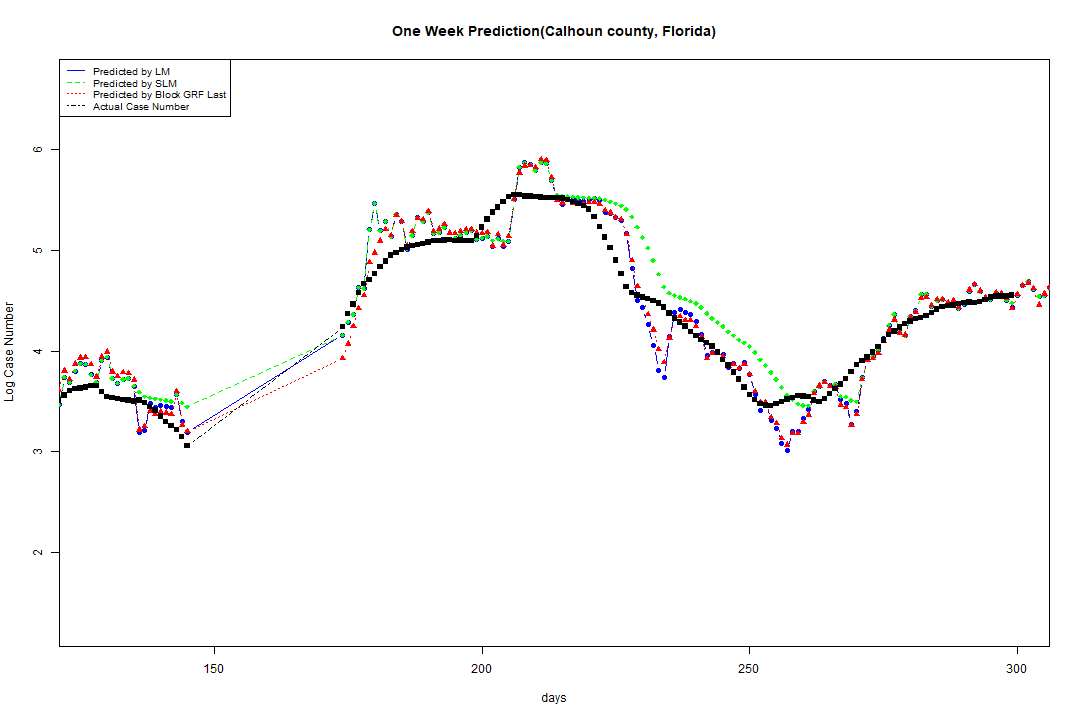 One Week Prediction(Calhoun county, Florida)
Predicted by LM
Predicted by SLM
Predicted by Block GRF Last
Actual Case Number
6
5
4
3
2
Log Case Number
150 200 250 300
days